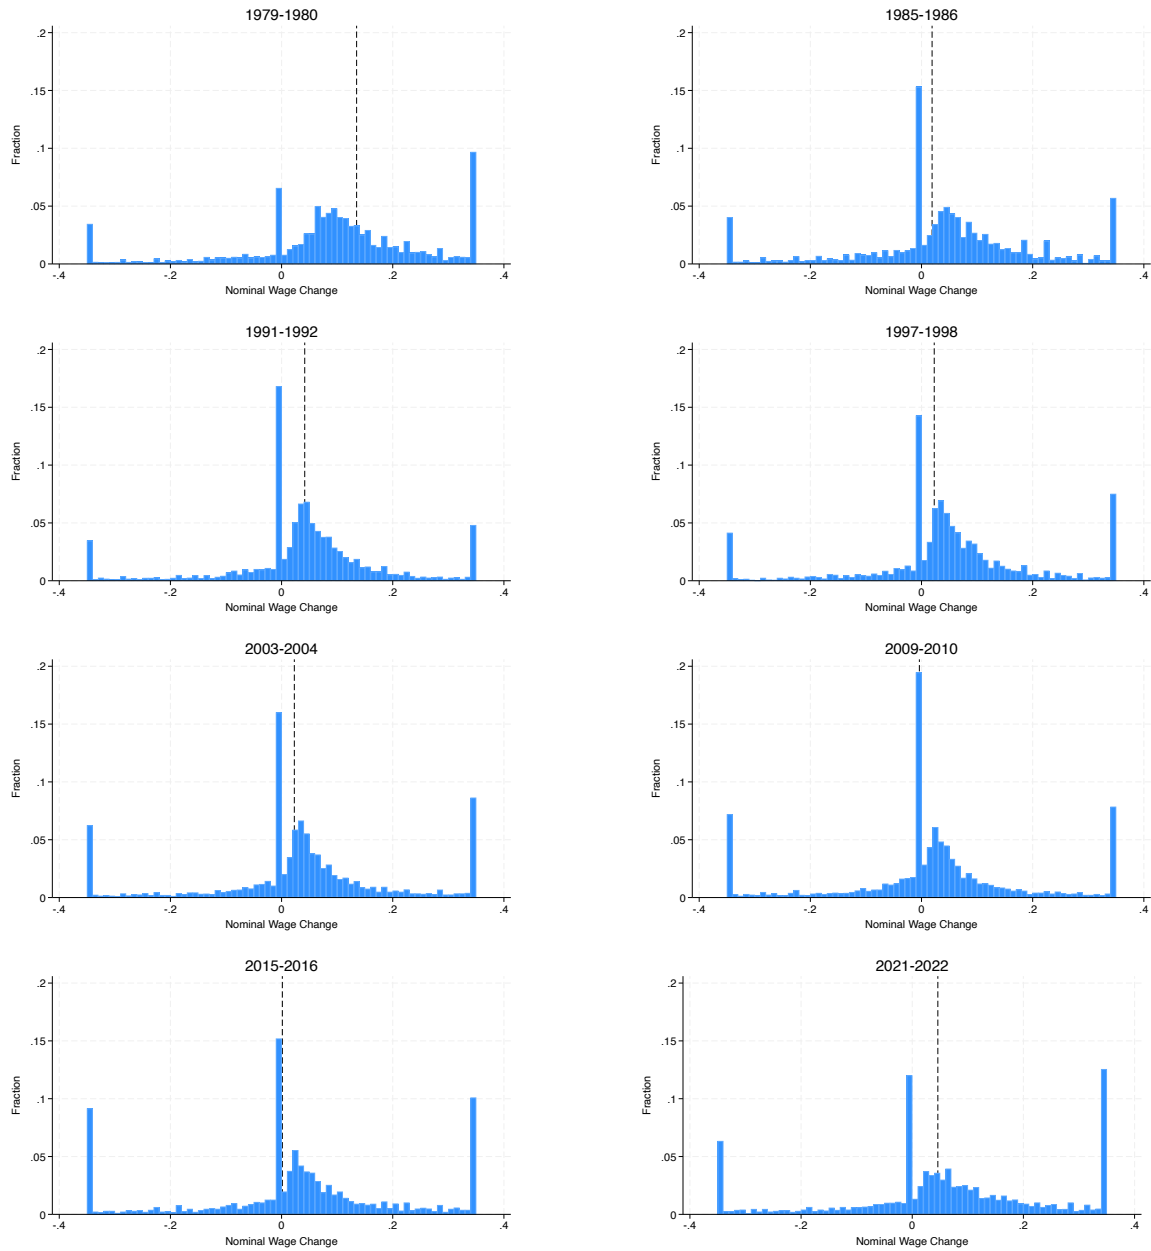 1979-1980
.2
.15
.1
.05
0
Fraction
-.4 -.2 0 .2 .4
Nominal Wage Change
1985-1986
.2
.15
.1
.05
0
Fraction
-.4 -.2 0 .2 .4
Nominal Wage Change
1991-1992
.2
.15
.1
.05
0
Fraction
-.4 -.2 0 .2 .4
Nominal Wage Change
1997-1998
.2
.15
.1
.05
0
Fraction
-.4 -.2 0 .2 .4
Nominal Wage Change
2003-2004
.2
.15
.1
.05
0
Fraction
-.4 -.2 0 .2 .4
Nominal Wage Change
2009-2010
.2
.15
.1
.05
0
Fraction
-.4 -.2 0 .2 .4
Nominal Wage Change
2015-2016
.2
.15
.1
.05
0
Fraction
-.4 -.2 0 .2 .4
Nominal Wage Change
2021-2022
.2
.15
.1
.05
0
Fraction
-.4 -.2 0 .2 .4
Nominal Wage Change